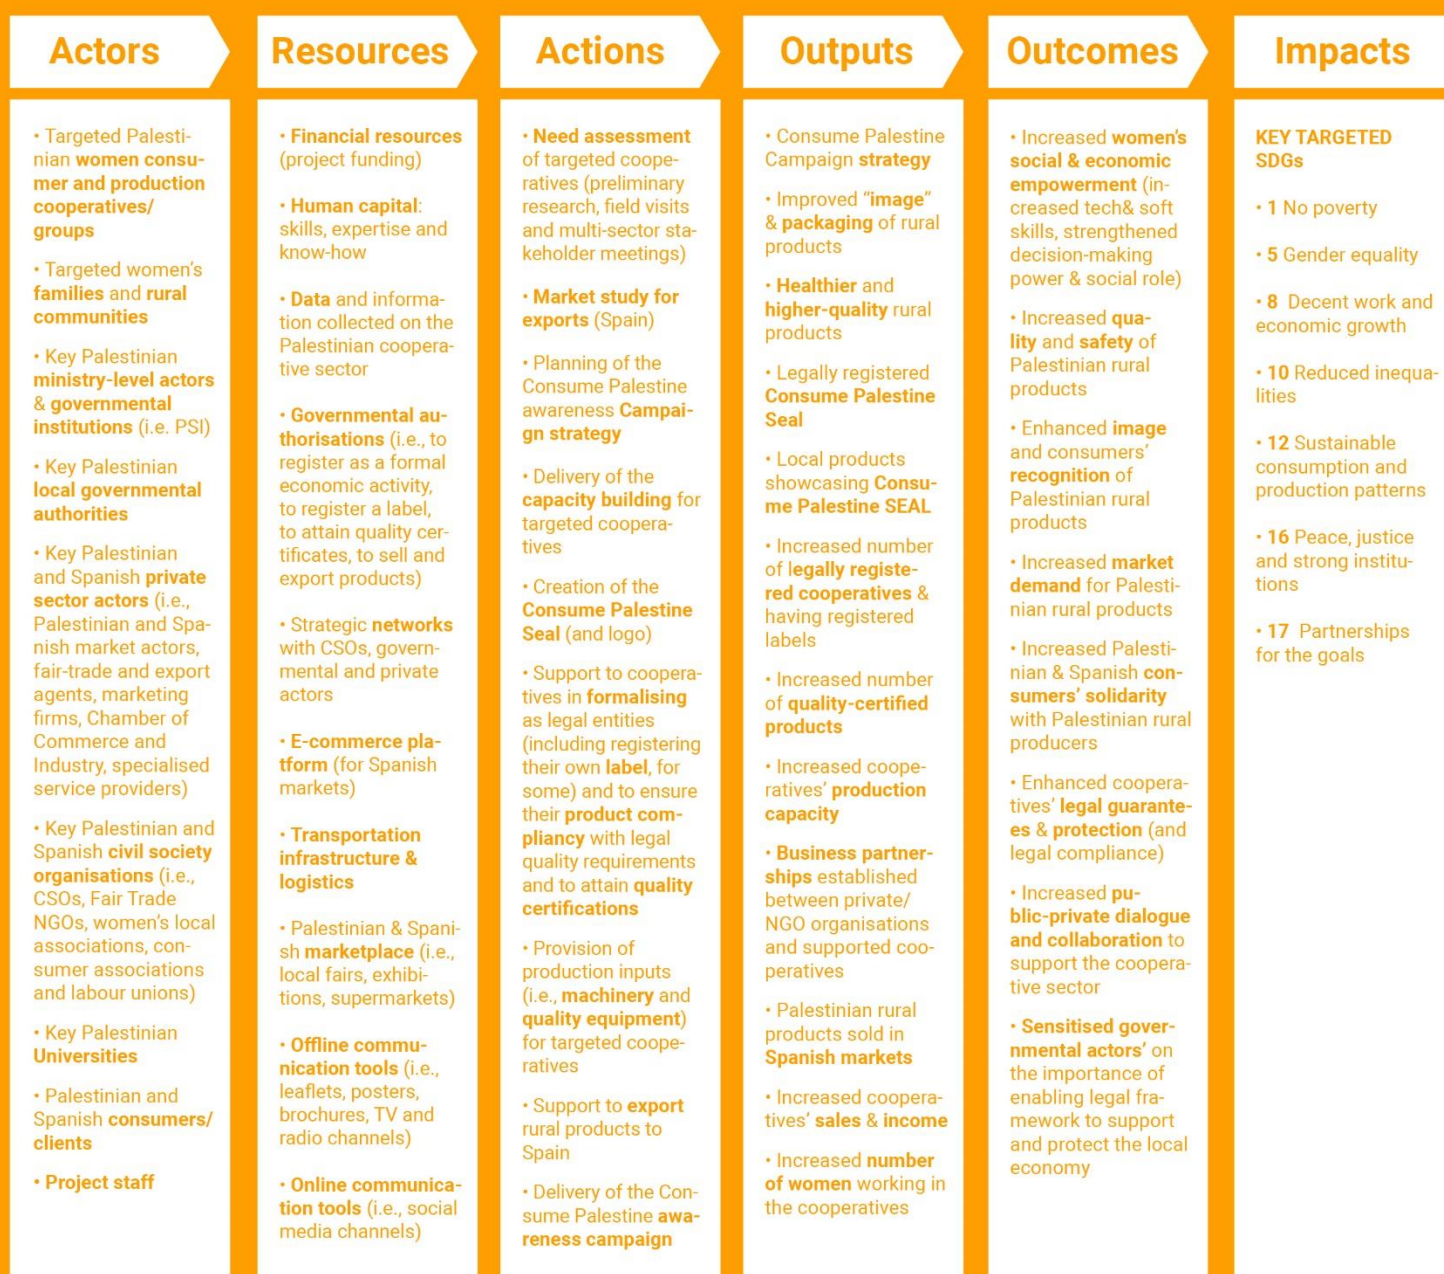 Actors
• Targeted Palesti-
nian women consu-
mer and production
cooperatives/
groups
• Targeted women's
families and rural
communities
• Key Palestinian
ministry-level actors
& governmental
institutions (i.e. PSI)
• Key Palestinian
local governmental
authorities
• Key Palestinian
and Spanish private
sector actors (i.e.,
Palestinian and Spa-
nish market actors,
fair-trade and export
agents, marketing
firms, Chamber of
Commerce and
Industry, specialised
service providers)
• Key Palestinian and
Spanish civil society
organisations (i.e.,
CSOs, Fair Trade
NGOs, women's local
associations, con-
sumer associations
and labour unions)
• Key Palestinian
Universities
• Palestinian and
Spanish consumers/
clients
• Project staff
Resources
• Financial resources
(project funding)
• Human capital:
skills, expertise and
know-how
• Data and informa-
tion collected on the
Palestinian coopera-
tive sector
• Governmental au-
thorisations (i.e., to
register as a formal
economic activity,
to register a label,
to attain quality cer-
tificates, to sell and
export products)
• Strategic networks
with CSOs, govern-
mental and private
actors
• E-commerce pla-
tform (for Spanish
markets)
• Transportation
infrastructure &
logistics
• Palestinian & Spani-
sh marketplace (i.e.,
local fairs, exhibi-
tions, supermarkets)
• Offline commu-
nication tools (i.e.,
leaflets, posters,
brochures, TV and
radio channels)
• Online communica-
tion tools (i.e., social
media channels)
Actions
• Need assessment
of targeted coope-
ratives (preliminary
research, field visits
and multi-sector sta-
keholder meetings)
• Market study for
exports (Spain)
• Planning of the
Consume Palestine
awareness Campai-
gn strategy
• Delivery of the
capacity building for
targeted coopera-
tives
• Creation of the
Consume Palestine
Seal (and logo)
• Support to coopera-
tives in formalising
as legal entities
(including registering
their own label, for
some) and to ensure
their product com-
pliancy with legal
quality requirements
and to attain quality
certifications
• Provision of
production inputs
(i.e., machinery and
quality equipment)
for targeted coope-
ratives
• Support to export
rural products to
Spain
• Delivery of the Con-
sume Palestine awa-
reness campaign
Outputs
• Consume Palestine
Campaign strategy
• Improved "image"
& packaging of rural
products
• Healthier and
higher-quality rural
products
• Legally registered
Consume Palestine
Seal
• Local products
showcasing Consu-
me Palestine SEAL
• Increased number
of legally registe-
red cooperatives &
having registered
labels
• Increased number
of quality-certified
products
• Increased coope-
ratives' production
capacity
• Business partner-
ships established
between private/
NGO organisations
and supported coo-
peratives
• Palestinian rural
products sold in
Spanish markets
• Increased coopera-
tives' sales & income
• Increased number
of women working in
the cooperatives
Outcomes
• Increased women's
social & economic
empowerment (in-
creased tech& soft
skills, strengthened
decision-making
power & social role)
• Increased qua-
lity and safety of
Palestinian rural
products
• Enhanced image
and consumers'
recognition of
Palestinian rural
products
• Increased market
demand for Palesti-
nian rural products
• Increased Palesti-
nian & Spanish con-
sumers' solidarity
with Palestinian rural
producers
• Enhanced coopera-
tives' legal guarante-
es & protection (and
legal compliance)
• Increased pu-
blic-private dialogue
and collaboration to
support the coopera-
tive sector
• Sensitised gover-
nmental actors' on
the importance of
enabling legal fra-
mework to support
and protect the local
economy
Impacts
KEY TARGETED
SDGs
• 1 No poverty
• 5 Gender equality
• 8 Decent work and
economic growth
• 10 Reduced inequa-
lities
• 12 Sustainable
consumption and
production patterns
• 16 Peace, justice
and strong institu-
tions
• 17 Partnerships
for the goals